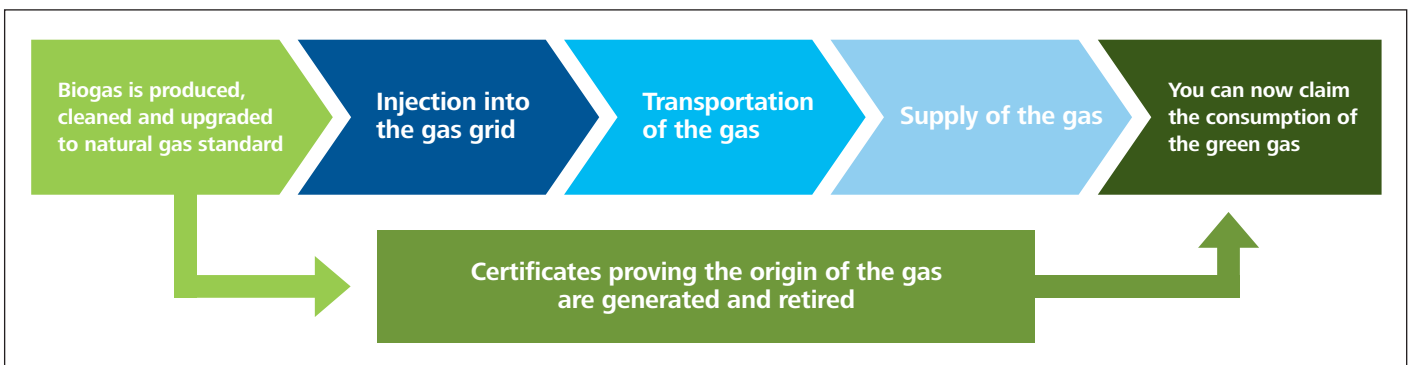 Biogas is produced,
cleaned and upgraded
to natural gas standard
Injection into
the gas grid
Transportation
of the gas
Supply of the gas
You can now claim
the consumption of
the green gas
Certificates proving the origin of the gas
are generated and retired